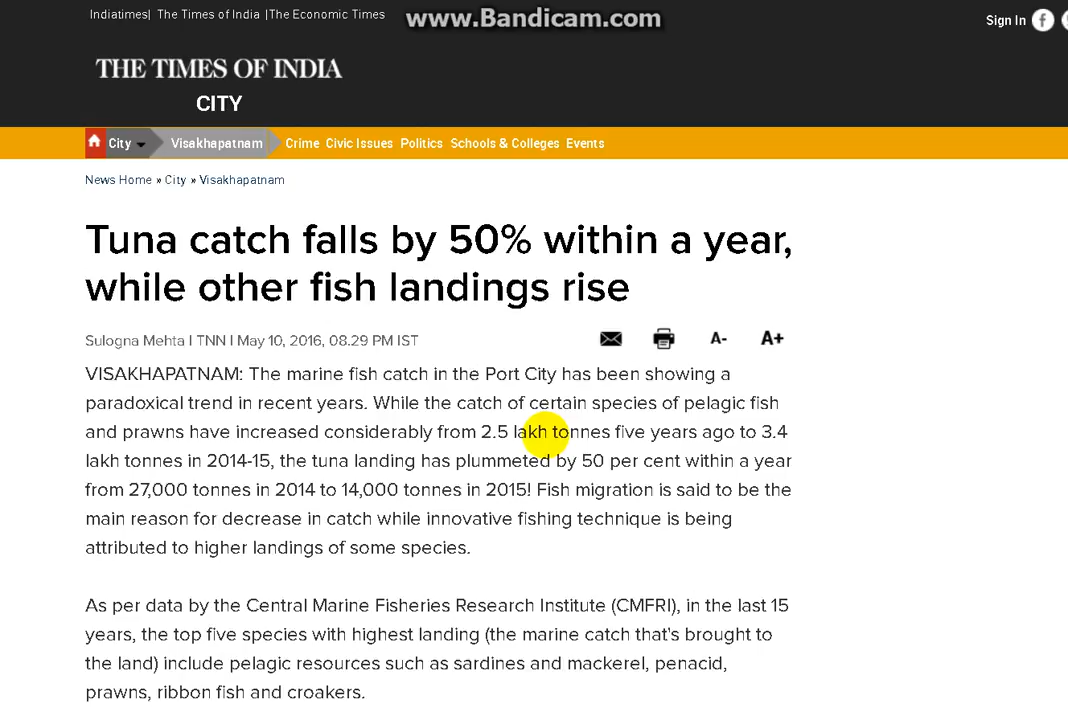 Indiatimes| The Times of India |The Economic Times
www.Bandicam.com
Sign In
THE TIMES OF INDIA
CITY
City
Visakhapatnam
Crime Civic Issues Politics Schools & Colleges Events
News Home » City » Visakhapatnam
Tuna catch falls by 50% within a year,
while other fish landings rise
Sulogna Mehta | TNN | May 10, 2016, 08.29 PM IST
A- A+
VISAKHAPATNAM: The marine fish catch in the Port City has been showing a
paradoxical trend in recent years. While the catch of certain species of pelagic fish
and prawns have increased considerably from 2.5 lakh tonnes five years ago to 3.4
lakh tonnes in 2014-15, the tuna landing has plummeted by 50 per cent within a year
from 27,000 tonnes in 2014 to 14,000 tonnes in 2015! Fish migration is said to be the
main reason for decrease in catch while innovative fishing technique is being
attributed to higher landings of some species.
As per data by the Central Marine Fisheries Research Institute (CMFRI), in the last 15
years, the top five species with highest landing (the marine catch that's brought to
the land) include pelagic resources such as sardines and mackerel, penacid,
prawns, ribbon fish and croakers.